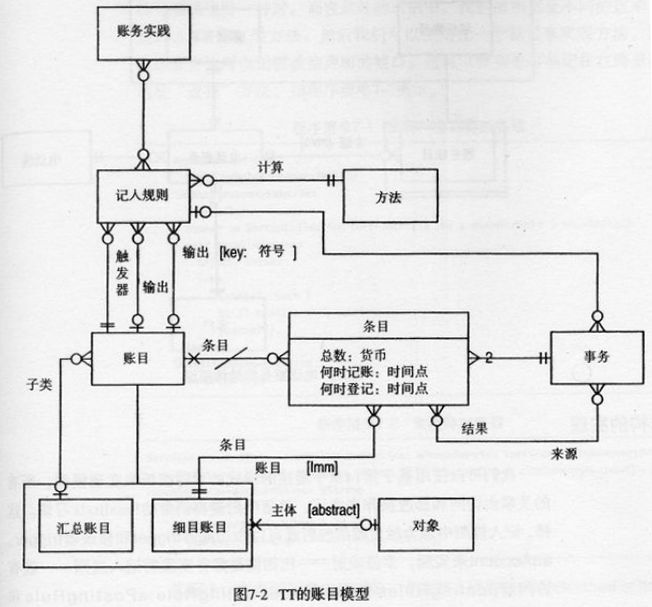 账务实践
计算
记入规则
方法
触发器
输出
输出 [key: 符号 ]
条目
条目
账目
总数：货币
何时记账：时间点
何时登记：时间点
2
事务
子类
结果
条目
来源
账目 [Imm]
主体 [abstract]
汇总账目
细目账目
对象
图7-2 TT的账目模型